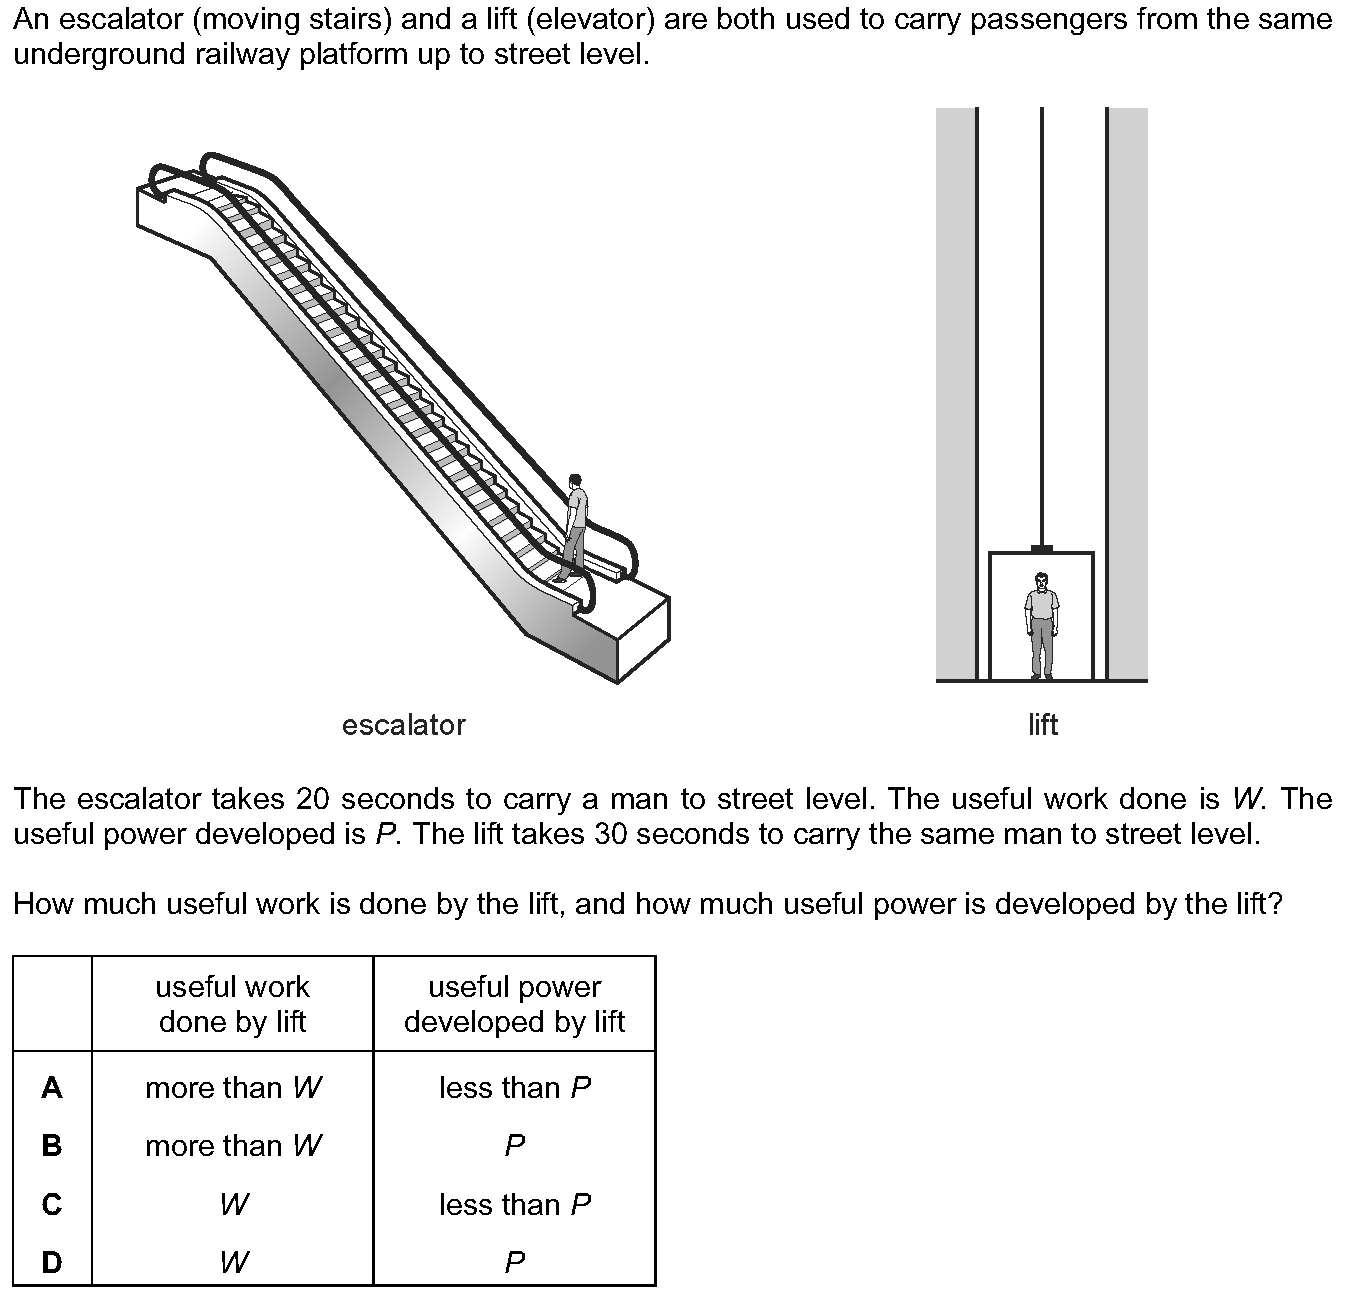 An escalator (moving stairs) and a lift (elevator) are both used to carry passengers from the same
underground railway platform up to street level.
escalator
lift
The escalator takes 20 seconds to carry a man to street level. The useful work done is W. The
useful power developed is P. The lift takes 30 seconds to carry the same man to street level.
How much useful work is done by the lift, and how much useful power is developed by the lift?
useful work
done by lift
useful power
developed by lift
A more than W less than P
B more than W P
C W less than P
D W P